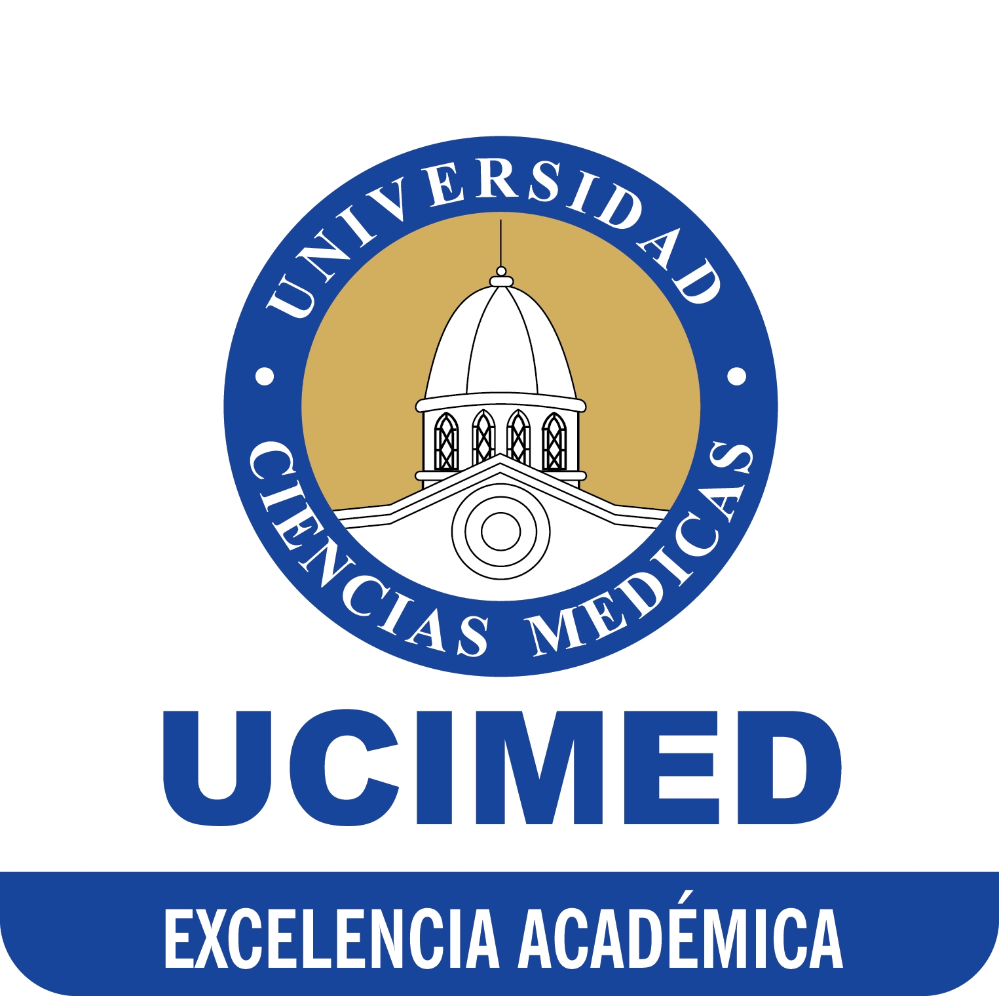 UNIVERSIDAD
CIENCIAS MEDICAS
UCIMED
EXCELENCIA ACADÉMICA